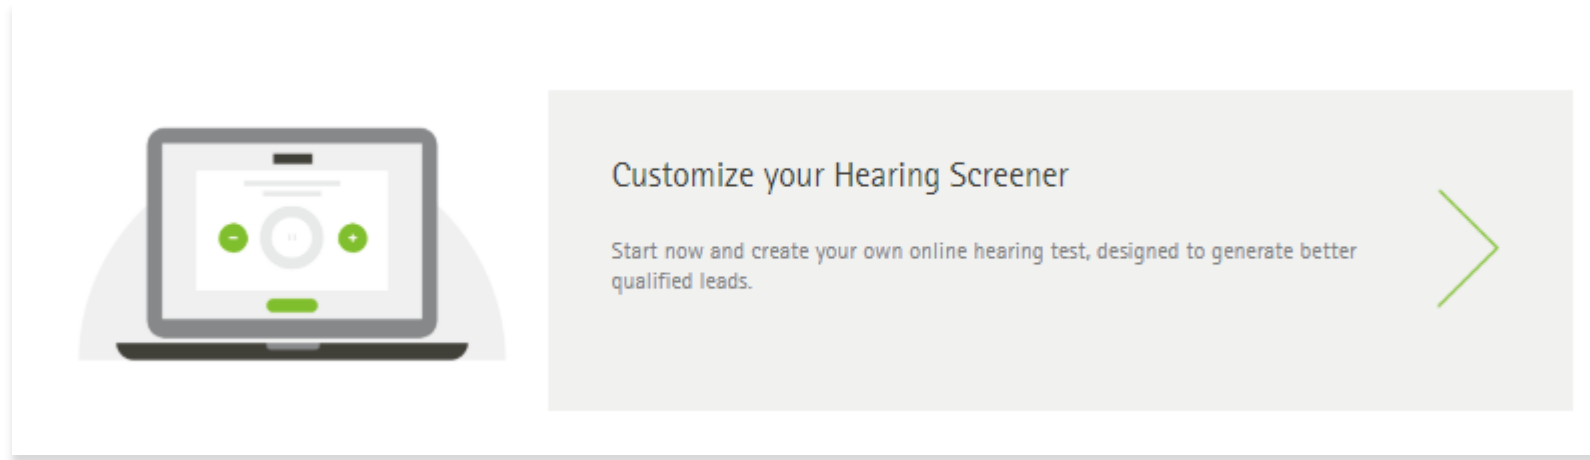 Customize your Hearing Screener
Start now and create your own online hearing test, designed to generate better
qualified leads.